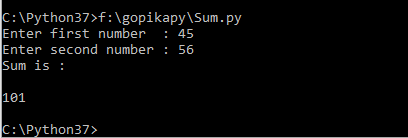 C:\Python37>f:\gopikapy\Sum.py
Enter first number  : 45
Enter second number : 56
Sum is :
101
C:\Python37>